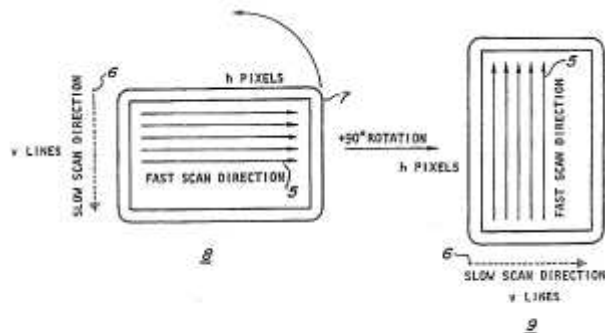 6
h PIXELS
7
SLOW SCAN DIRECTION
v LINES
FAST SCAN DIRECTION
5
8
+90° ROTATION
h PIXELS
5
FAST SCAN DIRECTION
6
SLOW SCAN DIRECTION
v LINES
9